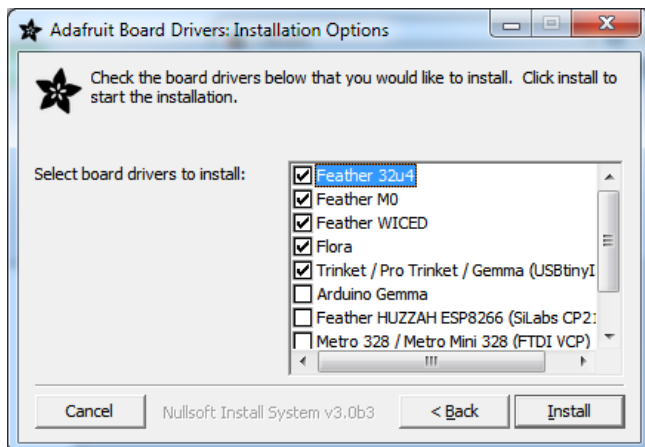 Adafruit Board Drivers: Installation Options
Check the board drivers below that you would like to install. Click install to
start the installation.
Select board drivers to install:
Feather 32u4
Feather M0
Feather WICED
Flora
Trinket / Pro Trinket / Gemma (USBtinyI
Arduino Gemma
Feather HUZZAH ESP8266 (SiLabs CP21
Metro 328 / Metro Mini 328 (FTDI VCP)
Cancel
Nullsoft Install System v3.0b3
< Back
Install